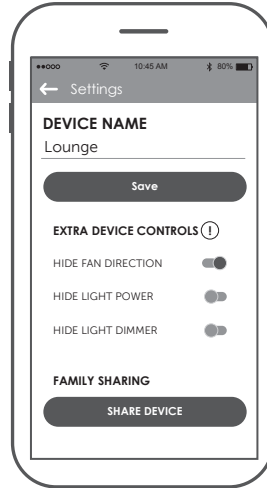 10:45 AM 80%
Settings
DEVICE NAME
Lounge
Save
EXTRA DEVICE CONTROLS !
HIDE FAN DIRECTION
HIDE LIGHT POWER
HIDE LIGHT DIMMER
FAMILY SHARING
SHARE DEVICE